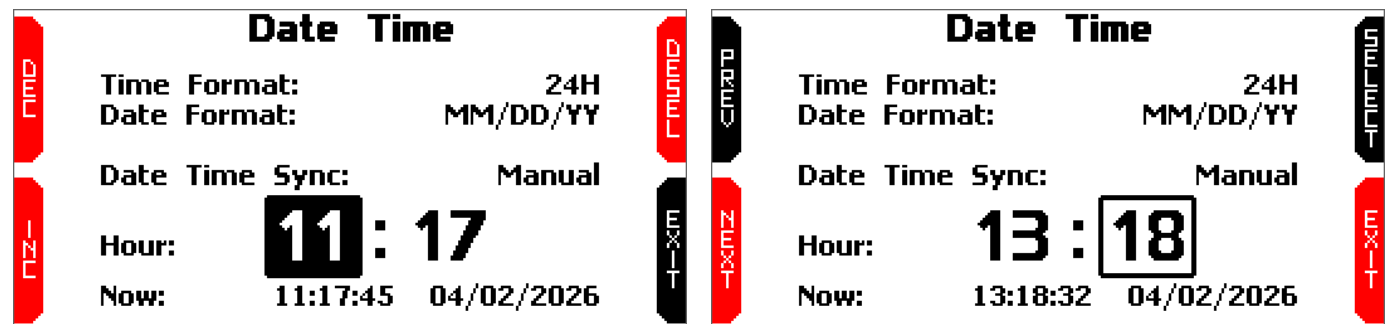 Date Time
DEC
DESEL
Time Format: 24H
Date Format: MM/DD/YY
Date Time Sync: Manual
INC
EXIT
Hour: 11 : 17
Now: 11:17:45 04/02/2026
Date Time
PREV
SELECT
Time Format: 24H
Date Format: MM/DD/YY
Date Time Sync: Manual
NEXT
EXIT
Hour: 13 : 18
Now: 13:18:32 04/02/2026